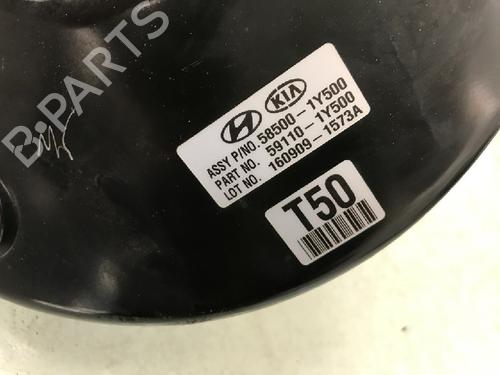 B-PARTS
KIA
ASSY P/NO. 58500-1Y500
PART NO. 59110-1Y500
LOT NO. 160909-1573A
T50